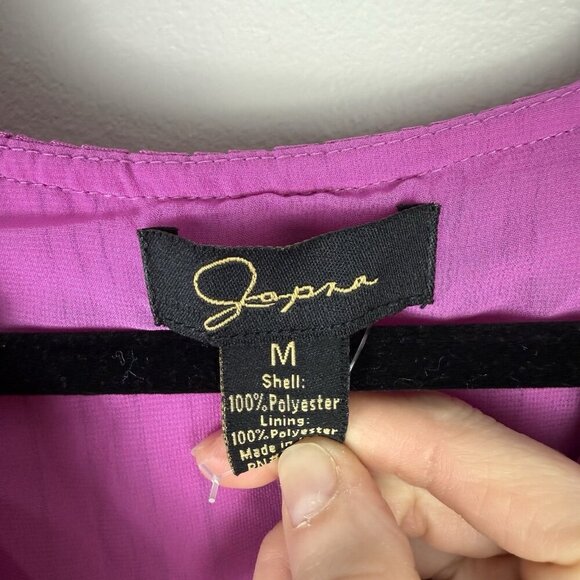 Japna
M
Shell:
100% Polyester
Lining:
100% Polyester
Made in